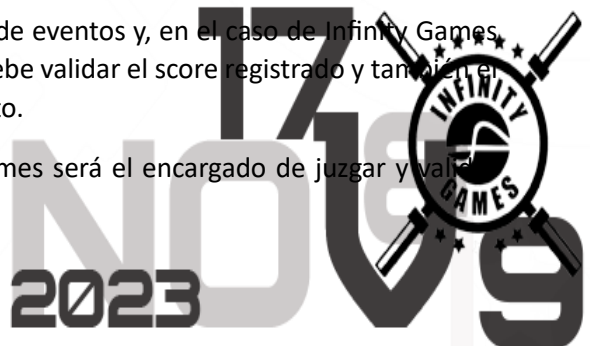 de eventos y, en el caso de Infinity Games,
ebe validar el score registrado y también el
to.
mes será el encargado de juzgar y valid
17
18
NOV
19
2023
INFINITY
GAMES